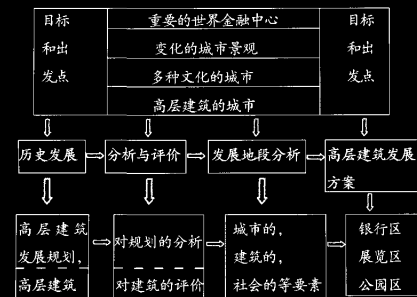 目标
和出
发点
重要的世界金融中心
变化的城市景观
多种文化的城市
高层建筑的城市
目标
和出
发点
历史发展
分析与评价
发展地段分析
高层建筑发展
方案
高层建筑
发展规划,
高层建筑
对规划的分析
对建筑的评价
城市的,
建筑的,
社会的等要素
银行区
展览区
公园区